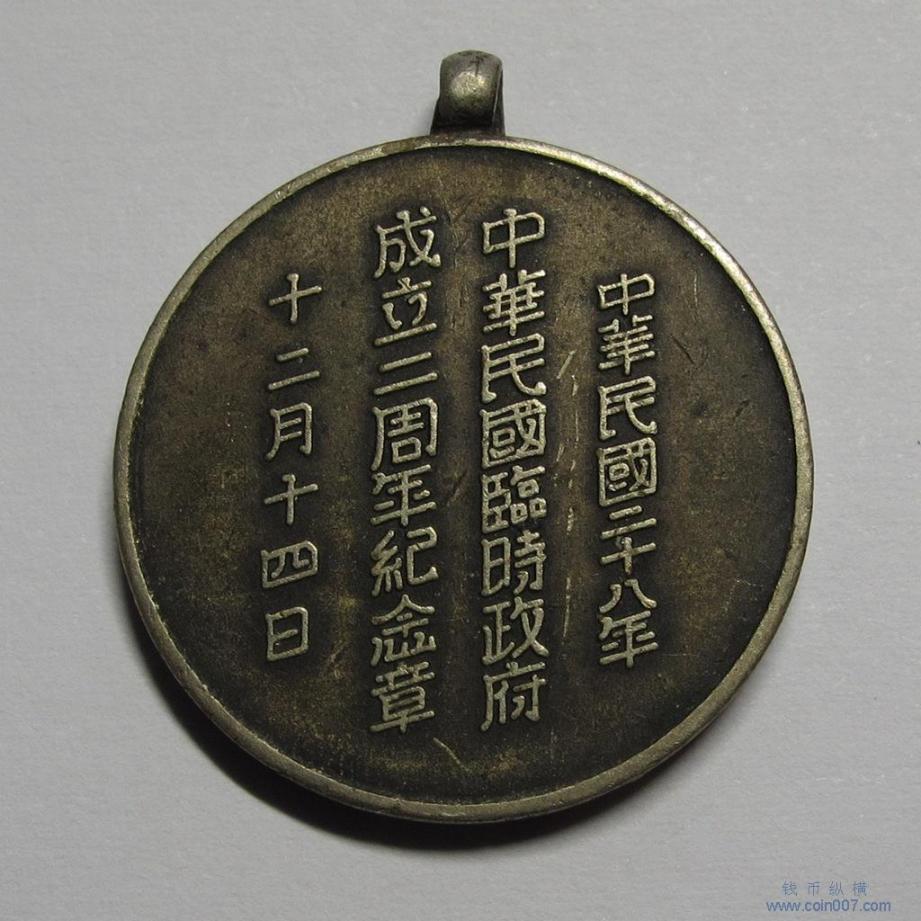 中華民國二十八年
中華民國臨時政府
成立二周年紀念章
十二月十四日
钱币纵横
www.coin007.com